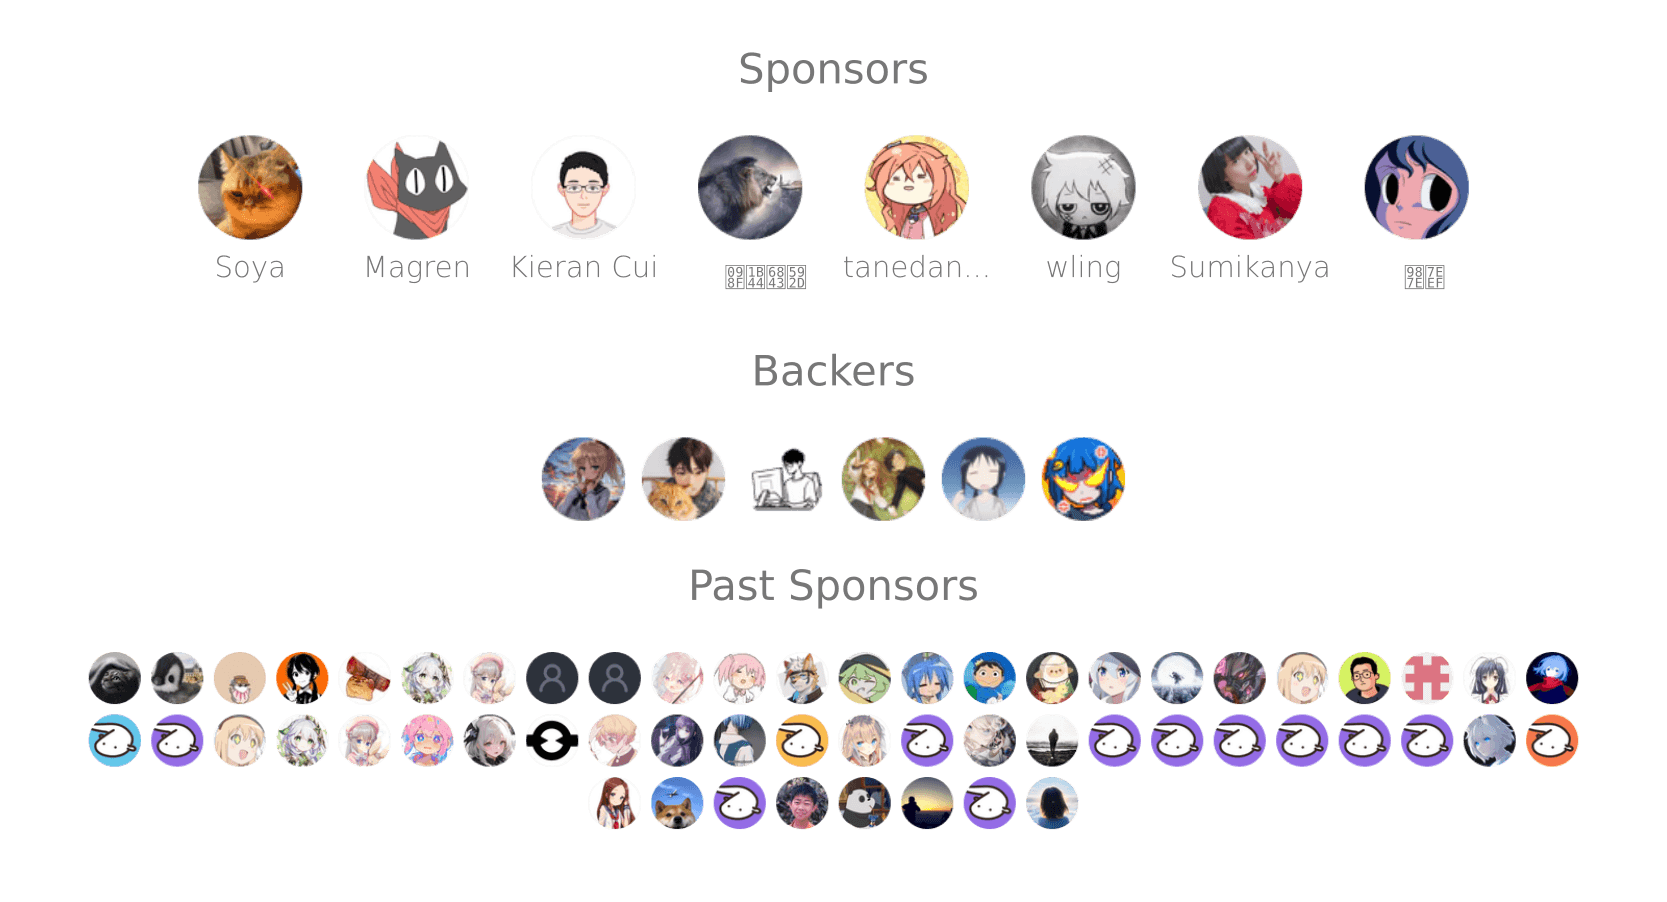 Sponsors
Soya Magren Kieran Cui tanedan... wling Sumikanya
Backers
Past Sponsors